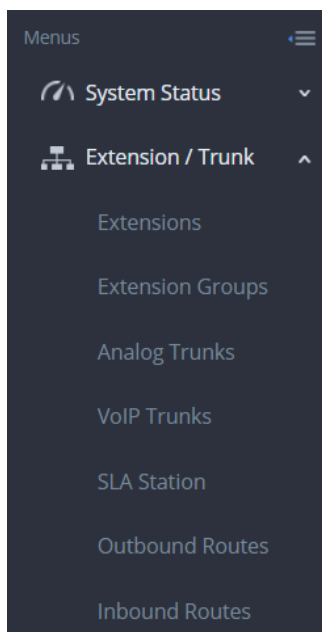 Menus
System Status
Extension / Trunk
Extensions
Extension Groups
Analog Trunks
VoIP Trunks
SLA Station
Outbound Routes
Inbound Routes